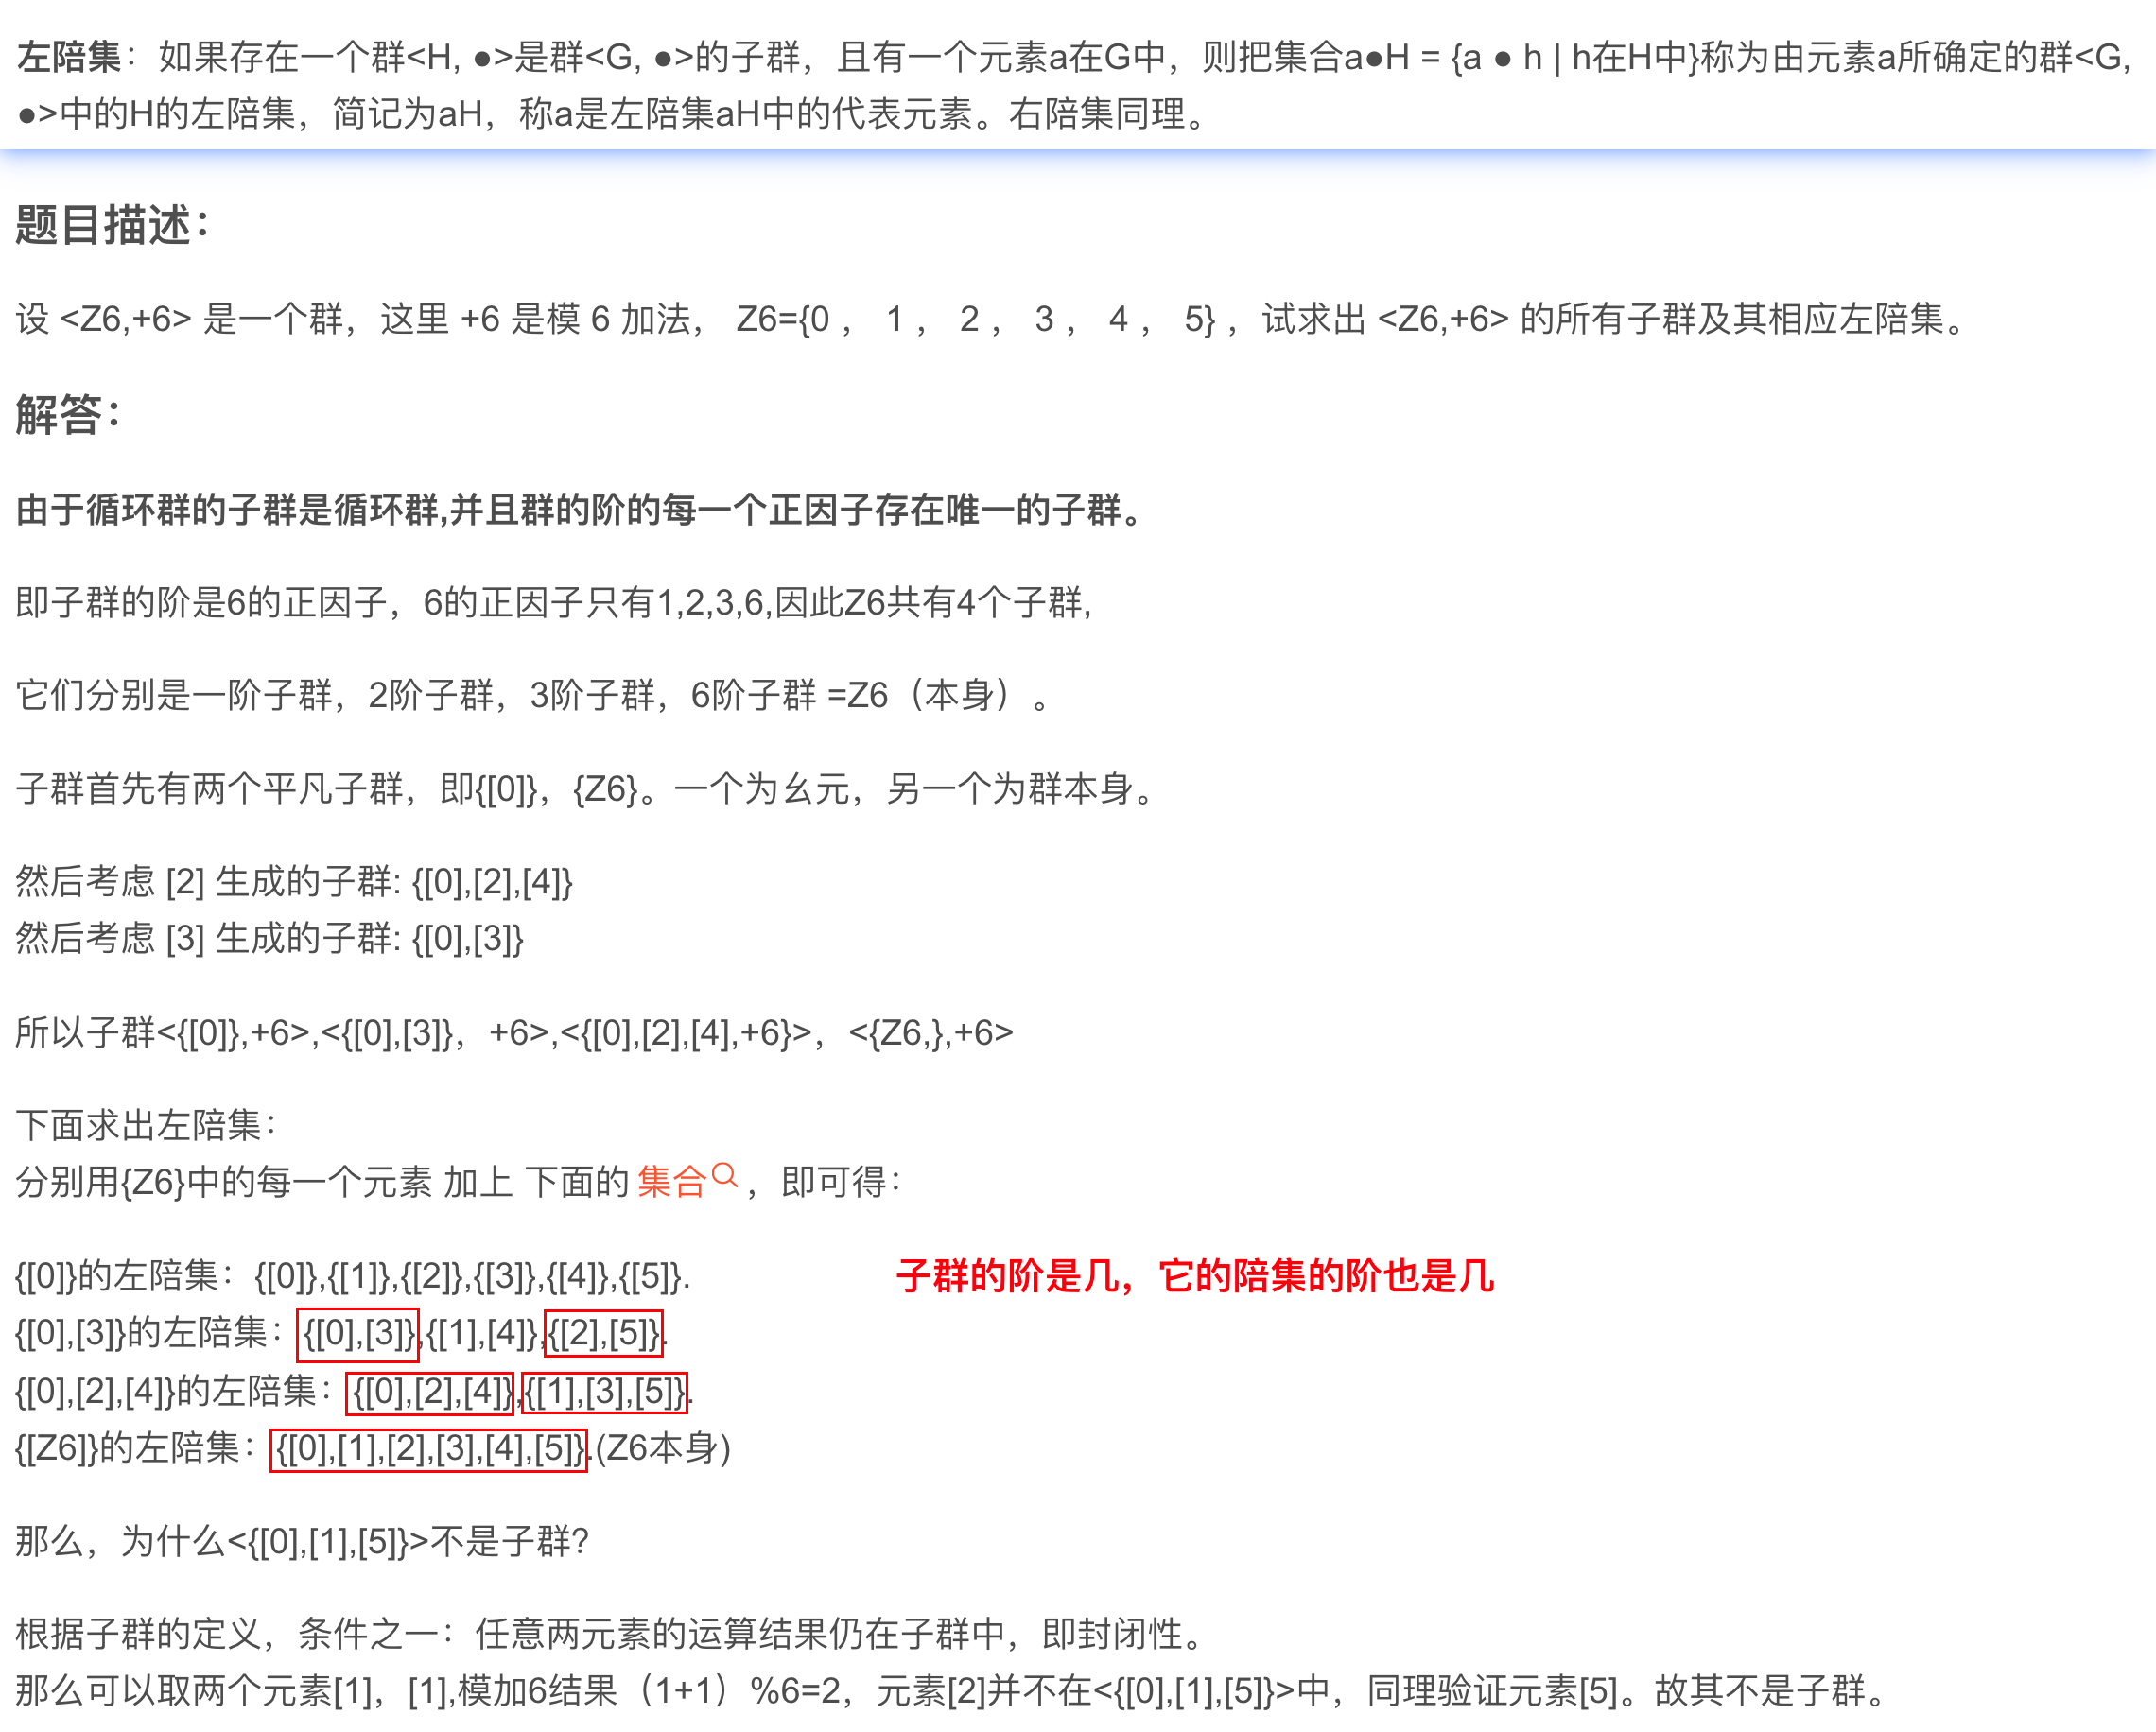 左陪集：如果存在一个群<H, ●>是群<G, ●>的子群，且有一个元素a在G中，则把集合a●H = {a ● h | h在H中}称为由元素a所确定的群<G,
●>中的H的左陪集，简记为aH，称a是左陪集aH中的代表元素。右陪集同理。
题目描述：
设 <Z6,+6> 是一个群，这里 +6 是模 6 加法， Z6={0 ， 1 ， 2 ， 3 ， 4 ， 5} ，试求出 <Z6,+6> 的所有子群及其相应左陪集。
解答：
由于循环群的子群是循环群,并且群的阶的每一个正因子存在唯一的子群。
即子群的阶是6的正因子，6的正因子只有1,2,3,6,因此Z6共有4个子群,
它们分别是一阶子群，2阶子群，3阶子群，6阶子群 =Z6（本身）。
子群首先有两个平凡子群，即{[0]}，{Z6}。一个为幺元，另一个为群本身。
然后考虑 [2] 生成的子群: {[0],[2],[4]}
然后考虑 [3] 生成的子群: {[0],[3]}
所以子群<{[0]},+6>,<{[0],[3]}，+6>,<{[0],[2],[4],+6}>，<{Z6,},+6>
下面求出左陪集：
分别用{Z6}中的每一个元素 加上 下面的 集合 ，即可得：
{[0]}的左陪集：{[0]},{[1]},{[2]},{[3]},{[4]},{[5]}. 子群的阶是几，它的陪集的阶也是几
{[0],[3]}的左陪集：{[0],[3]},{[1],[4]},{[2],[5]}.
{[0],[2],[4]}的左陪集：{[0],[2],[4]},{[1],[3],[5]}.
{[Z6]}的左陪集：{[0],[1],[2],[3],[4],[5]}.(Z6本身)
那么，为什么<{[0],[1],[5]}>不是子群?
根据子群的定义，条件之一：任意两元素的运算结果仍在子群中，即封闭性。
那么可以取两个元素[1]，[1],模加6结果（1+1）%6=2，元素[2]并不在<{[0],[1],[5]}>中，同理验证元素[5]。故其不是子群。